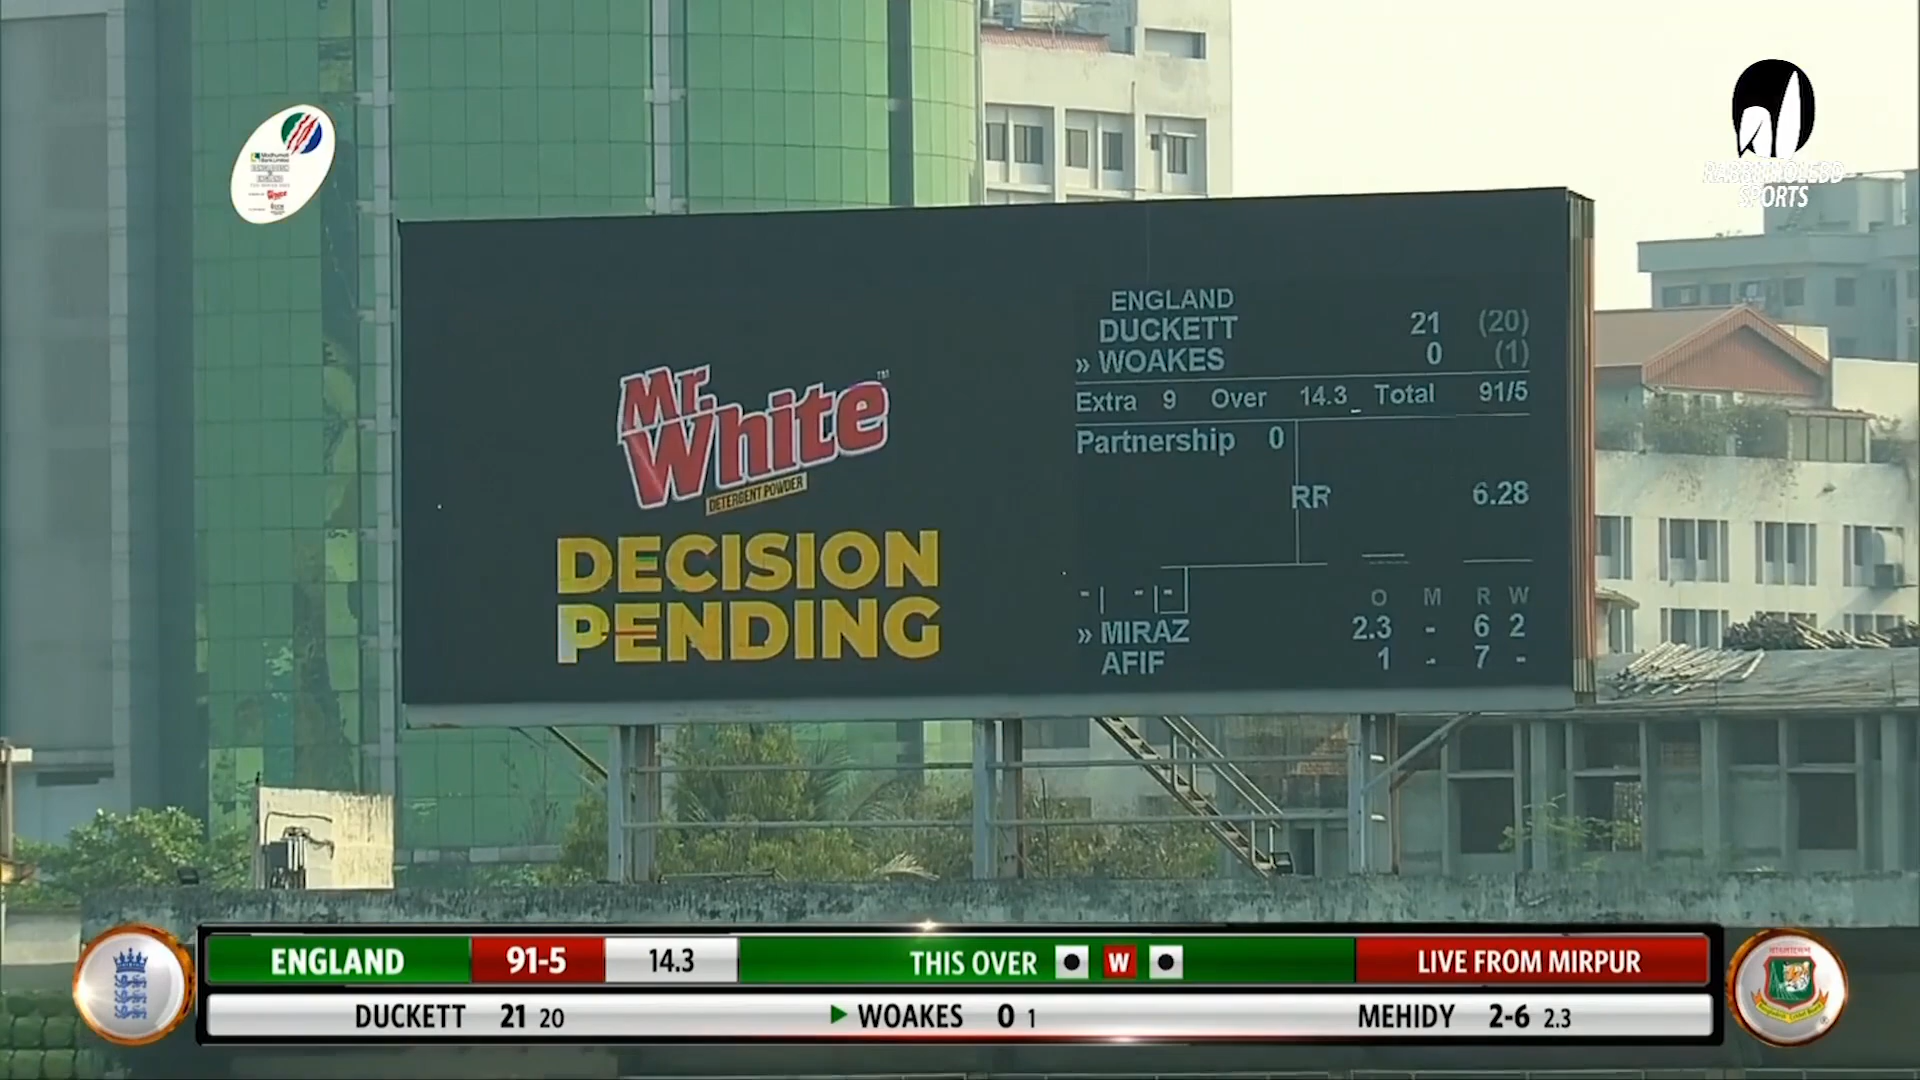 SPORTS
ENGLAND
DUCKETT 21 (20)
» WOAKES 0 (1)
Extra 9 Over 14.3 Total 91/5
Partnership 0
RR 6.28
Mr.
White™
DETERGENT POWDER
DECISION
PENDING
O M R W
» MIRAZ 2.3 - 6 2
AFIF 1 - 7 -
ENGLAND 91-5 14.3 THIS OVER W LIVE FROM MIRPUR
DUCKETT 21 20 WOAKES 0 1 MEHIDY 2-6 2.3